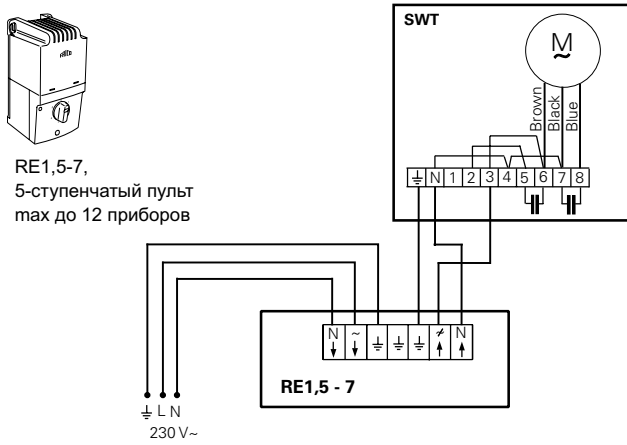 SWT
M
~
Brown
Black
Blue
FRICO
RE1,5-7,
5-ступенчатый пульт
max до 12 приборов
N 1 2 3 4 5 6 7 8
N ~ ≁ N
RE1,5 - 7
L N
230 V~